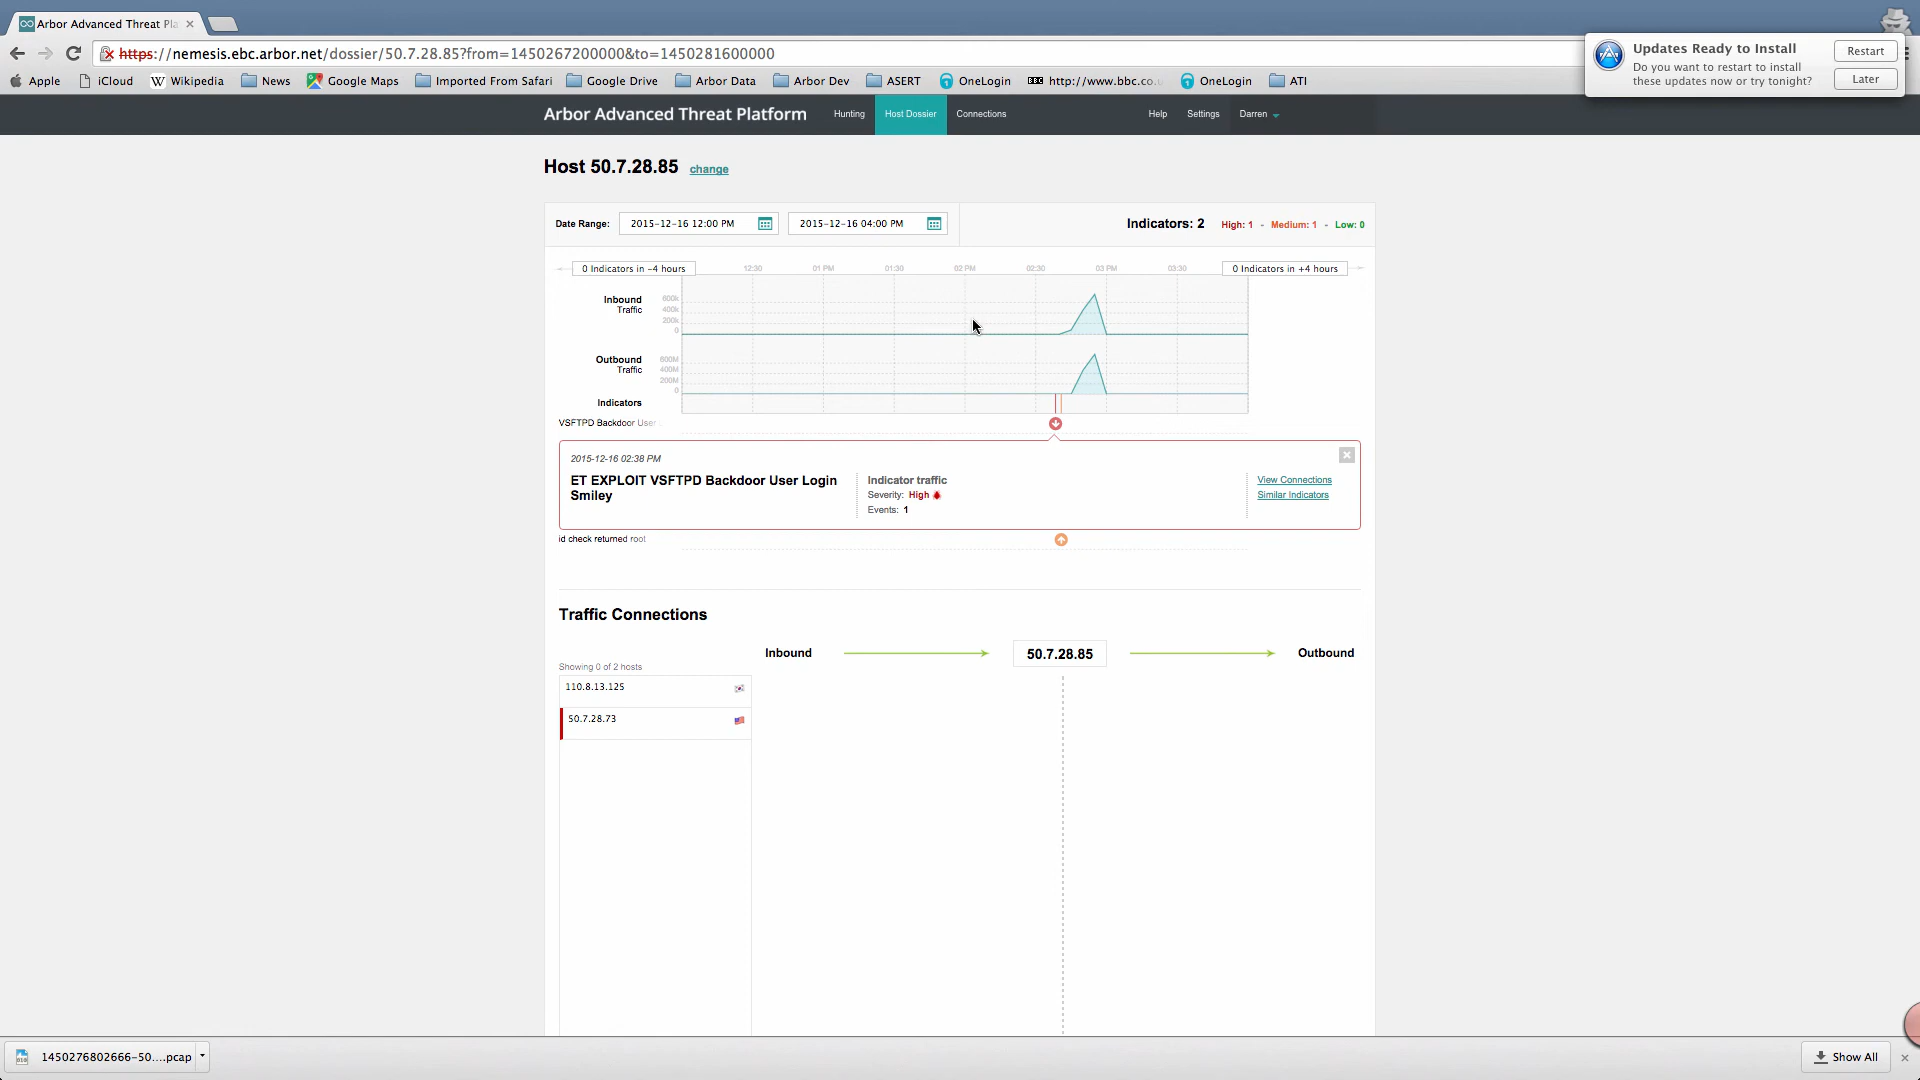 Arbor Advanced Threat Pla
https://nemesis.ebc.arbor.net/dossier/50.7.28.85?from=1450267200000&to=1450281600000
Updates Ready to Install
Do you want to restart to install
these updates now or try tonight?
Restart
Later
Apple
iCloud
Wikipedia
News
Google Maps
Imported From Safari
Google Drive
Arbor Data
Arbor Dev
ASERT
OneLogin
BBC http://www.bbc.co.u
OneLogin
ATI
Arbor Advanced Threat Platform
Hunting
Host Dossier
Connections
Help
Settings
Darren
Host 50.7.28.85 change
Date Range: 2015-12-16 12:00 PM 2015-12-16 04:00 PM
Indicators: 2 High: 1 - Medium: 1 - Low: 0
0 Indicators in -4 hours
12:30 01 PM 01:30 02 PM 02:30 03 PM 03:30
0 Indicators in +4 hours
Inbound
Traffic
600k
400k
200k
0
Outbound
Traffic
600M
400M
200M
0
Indicators
VSFTPD Backdoor User
2015-12-16 02:38 PM
ET EXPLOIT VSFTPD Backdoor User Login
Smiley
Indicator traffic
Severity: High
Events: 1
View Connections
Similar Indicators
id check returned root
Traffic Connections
Inbound
50.7.28.85
Outbound
Showing 0 of 2 hosts
110.8.13.125
50.7.28.73
1450276802666-50....pcap
Show All